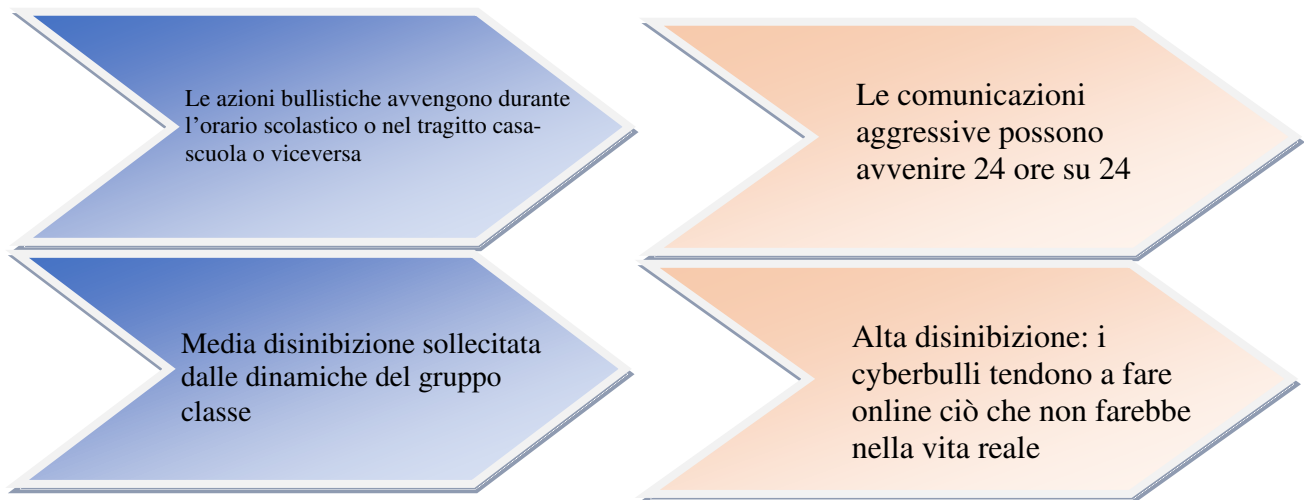 Le azioni bullistiche avvengono durante
l’orario scolastico o nel tragitto casa-
scuola o viceversa
Le comunicazioni
aggressive possono
avvenire 24 ore su 24
Media disinibizione sollecitata
dalle dinamiche del gruppo
classe
Alta disinibizione: i
cyberbulli tendono a fare
online ciò che non farebbe
nella vita reale